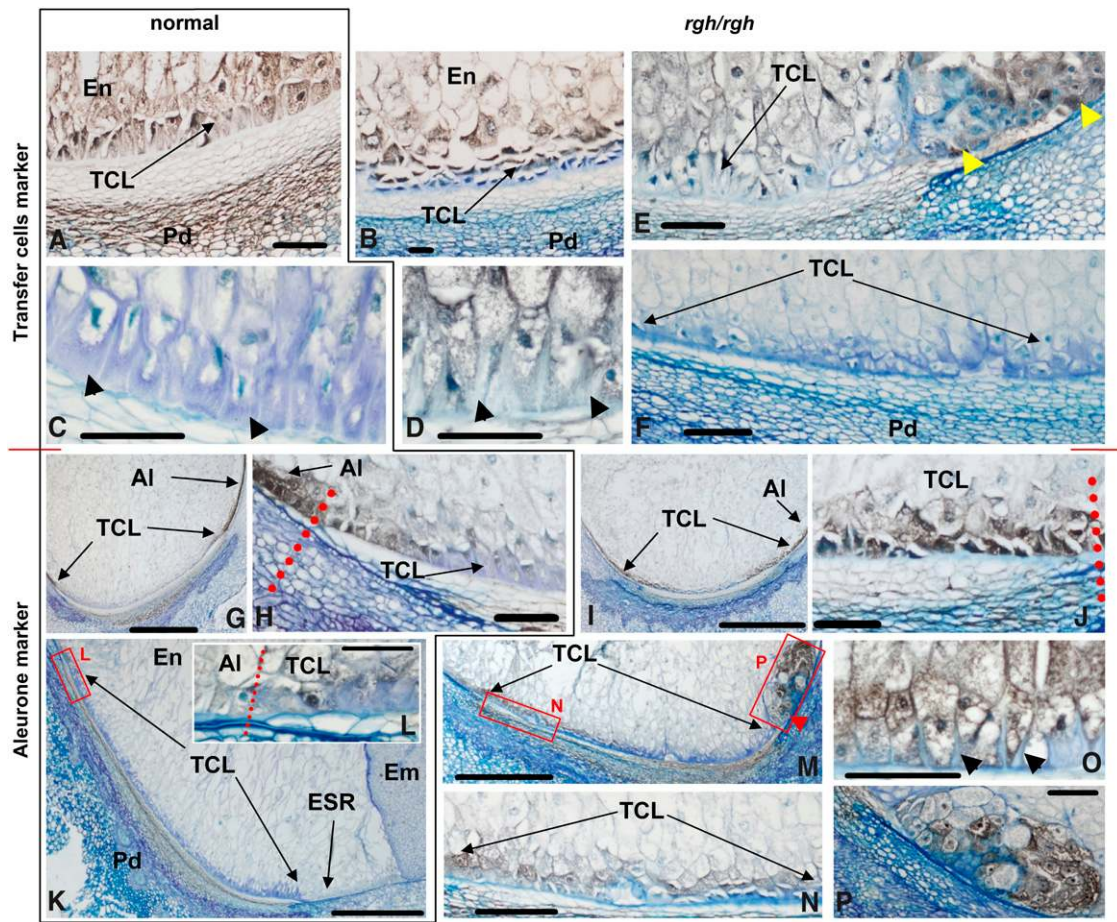 normal
rgh/rgh
Transfer cells marker
En
TCL
A
Pd
En
TCL
B
Pd
TCL
E
C
D
TCL
F
Pd
Aleurone marker
Al
TCL
G
Al
TCL
H
Al
TCL
I
TCL
J
L
En
Al
TCL
L
TCL
Em
ESR
Pd
K
TCL
P
N
M
O
TCL
N
P